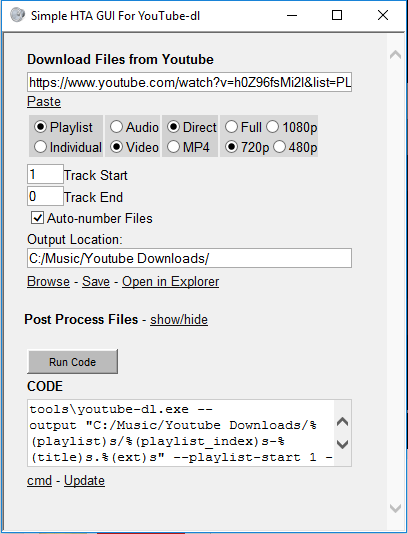 Simple HTA GUI For YouTube-dl
Download Files from Youtube
https://www.youtube.com/watch?v=h0Z96fsMi2I&list=PL
Paste
Playlist Audio Direct Full 1080p
Individual Video MP4 720p 480p
1 Track Start
0 Track End
Auto-number Files
Output Location:
C:/Music/Youtube Downloads/
Browse - Save - Open in Explorer
Post Process Files - show/hide
Run Code
CODE
tools\youtube-dl.exe --
output "C:/Music/Youtube Downloads/%
(playlist)s/%(playlist_index)s-%
(title)s.%(ext)s" --playlist-start 1 -
cmd - Update